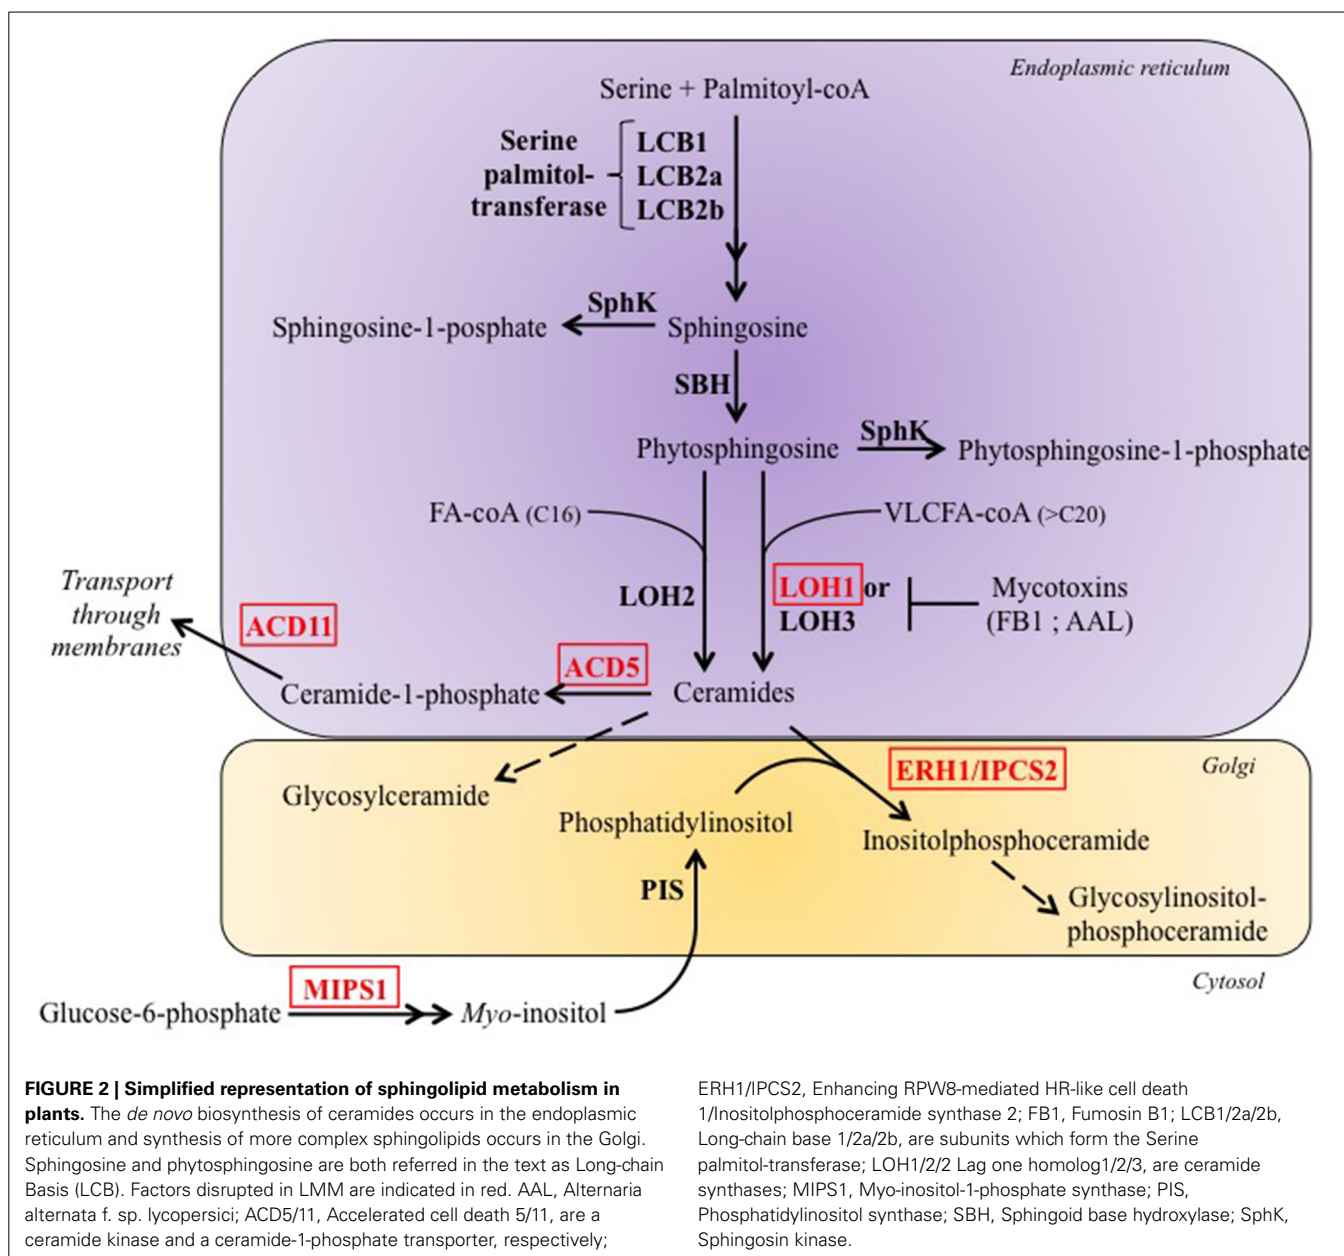 Endoplasmic reticulum
Serine + Palmitoyl-coA
Serine
palmitol-
transferase
LCB1
LCB2a
LCB2b
SphK
Sphingosine-1-posphate
Sphingosine
SBH
Phytosphingosine
SphK
Phytosphingosine-1-phosphate
FA-coA (C16)
VLCFA-coA (>C20)
LOH2
LOH1 or
LOH3
Mycotoxins
(FB1 ; AAL)
Transport
through
membranes
ACD11
ACD5
Ceramide-1-phosphate
Ceramides
Golgi
ERH1/IPCS2
Glycosylceramide
Phosphatidylinositol
Inositolphosphoceramide
PIS
Glycosylinositol-
phosphoceramide
Cytosol
MIPS1
Glucose-6-phosphate
Myo-inositol
FIGURE 2 | Simplified representation of sphingolipid metabolism in
plants. The de novo biosynthesis of ceramides occurs in the endoplasmic
reticulum and synthesis of more complex sphingolipids occurs in the Golgi.
Sphingosine and phytosphingosine are both referred in the text as Long-chain
Basis (LCB). Factors disrupted in LMM are indicated in red. AAL, Alternaria
alternata f. sp. lycopersici; ACD5/11, Accelerated cell death 5/11, are a
ceramide kinase and a ceramide-1-phosphate transporter, respectively;
ERH1/IPCS2, Enhancing RPW8-mediated HR-like cell death
1/Inositolphosphoceramide synthase 2; FB1, Fumosin B1; LCB1/2a/2b,
Long-chain base 1/2a/2b, are subunits which form the Serine
palmitol-transferase; LOH1/2/2 Lag one homolog1/2/3, are ceramide
synthases; MIPS1, Myo-inositol-1-phosphate synthase; PIS,
Phosphatidylinositol synthase; SBH, Sphingoid base hydroxylase; SphK,
Sphingosin kinase.